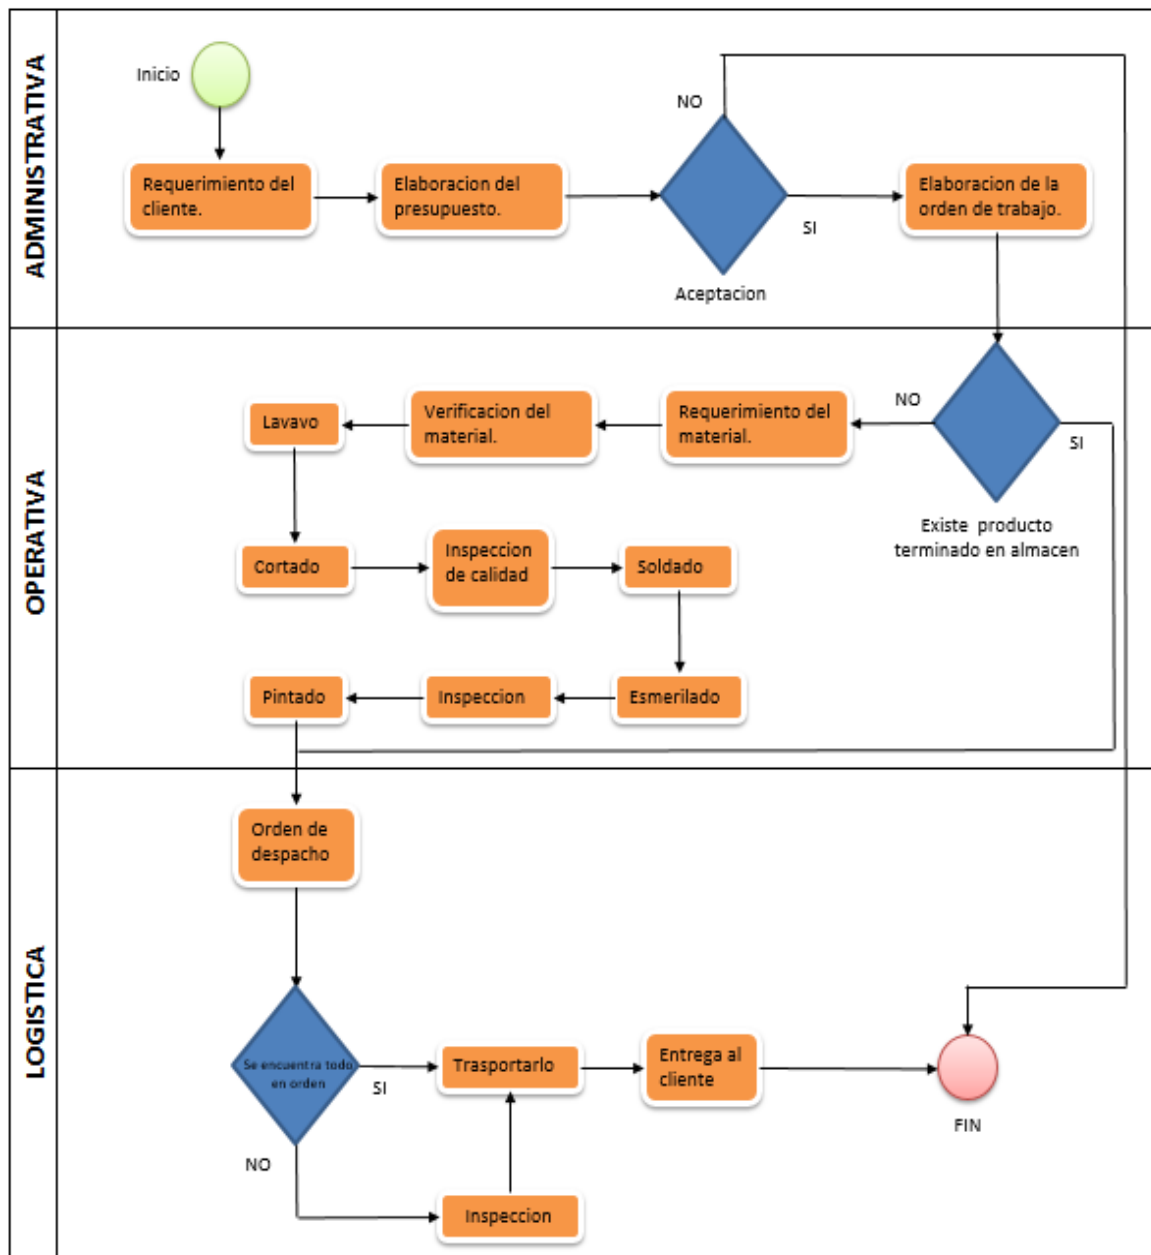 ADMINISTRATIVA
Inicio
NO
Requerimiento del
cliente.
Elaboracion del
presupuesto.
SI
Elaboracion de la
orden de trabajo.
Aceptacion
OPERATIVA
Lavavo
Verificacion del
material.
Requerimiento del
material.
NO
SI
Existe producto
terminado en almacen
Cortado
Inspeccion
de calidad
Soldado
Pintado
Inspeccion
Esmerilado
LOGISTICA
Orden de
despacho
Se encuentra todo
en orden
SI
Trasportarlo
Entrega al
cliente
FIN
NO
Inspeccion